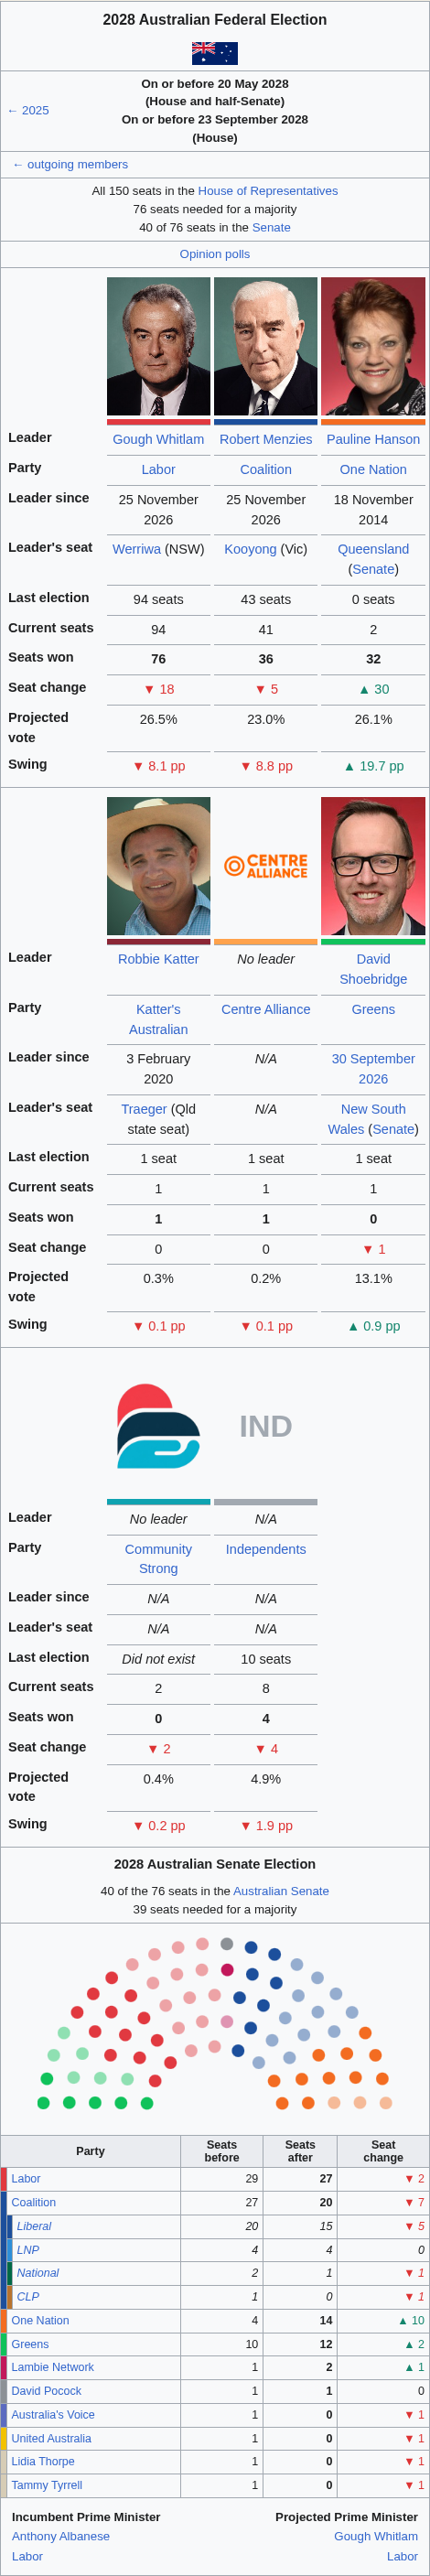 2028 Australian Federal Election
← 2025
On or before 20 May 2028
(House and half-Senate)
On or before 23 September 2028
(House)
← outgoing members
All 150 seats in the House of Representatives
76 seats needed for a majority
40 of 76 seats in the Senate
Opinion polls
Leader Gough Whitlam Robert Menzies Pauline Hanson
Party Labor Coalition One Nation
Leader since 25 November 2026 25 November 2026 18 November 2014
Leader's seat Werriwa (NSW) Kooyong (Vic) Queensland (Senate)
Last election 94 seats 43 seats 0 seats
Current seats 94 41 2
Seats won 76 36 32
Seat change ▼ 18 ▼ 5 ▲ 30
Projected vote 26.5% 23.0% 26.1%
Swing ▼ 8.1 pp ▼ 8.8 pp ▲ 19.7 pp
CENTRE
ALLIANCE
Leader Robbie Katter No leader David Shoebridge
Party Katter's Australian Centre Alliance Greens
Leader since 3 February 2020 N/A 30 September 2026
Leader's seat Traeger (Qld state seat) N/A New South Wales (Senate)
Last election 1 seat 1 seat 1 seat
Current seats 1 1 1
Seats won 1 1 0
Seat change 0 0 ▼ 1
Projected vote 0.3% 0.2% 13.1%
Swing ▼ 0.1 pp ▼ 0.1 pp ▲ 0.9 pp
IND
Leader No leader N/A
Party Community Strong Independents
Leader since N/A N/A
Leader's seat N/A N/A
Last election Did not exist 10 seats
Current seats 2 8
Seats won 0 4
Seat change ▼ 2 ▼ 4
Projected vote 0.4% 4.9%
Swing ▼ 0.2 pp ▼ 1.9 pp
2028 Australian Senate Election
40 of the 76 seats in the Australian Senate
39 seats needed for a majority
Party Seats before Seats after Seat change
Labor 29 27 ▼ 2
Coalition 27 20 ▼ 7
Liberal 20 15 ▼ 5
LNP 4 4 0
National 2 1 ▼ 1
CLP 1 0 ▼ 1
One Nation 4 14 ▲ 10
Greens 10 12 ▲ 2
Lambie Network 1 2 ▲ 1
David Pocock 1 1 0
Australia's Voice 1 0 ▼ 1
United Australia 1 0 ▼ 1
Lidia Thorpe 1 0 ▼ 1
Tammy Tyrrell 1 0 ▼ 1
Incumbent Prime Minister Projected Prime Minister
Anthony Albanese Gough Whitlam
Labor Labor